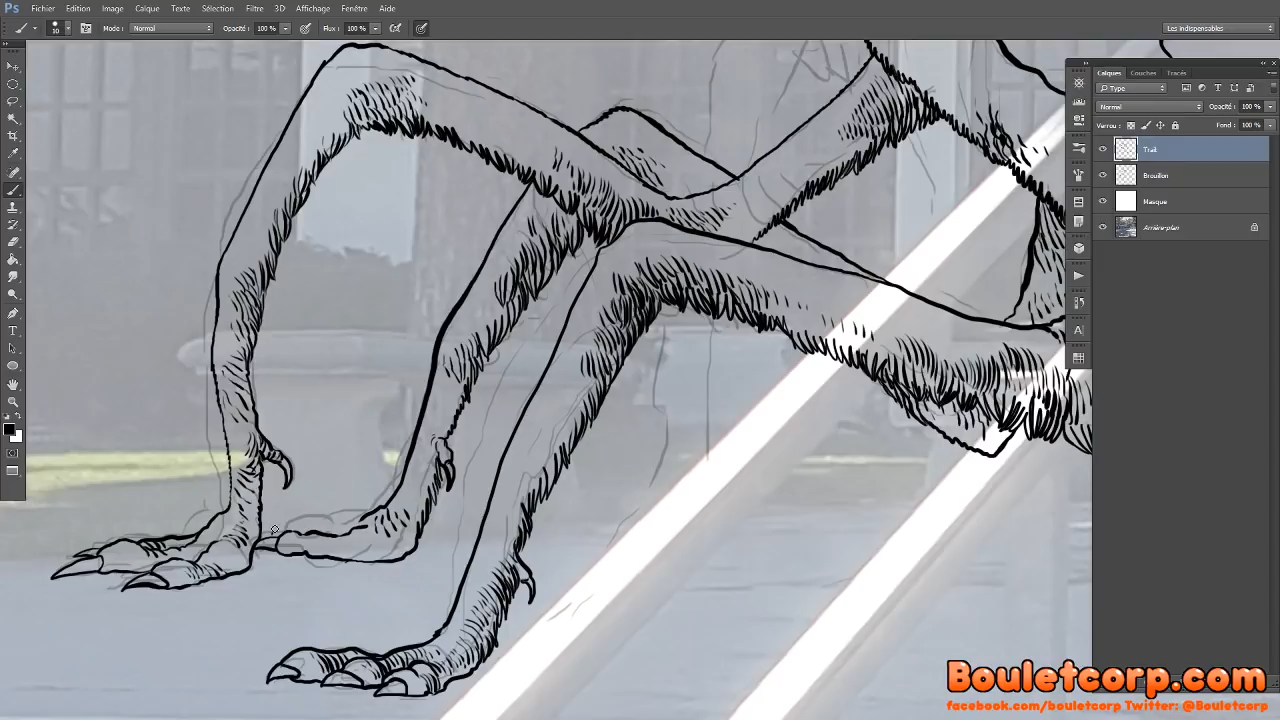 Ps Fichier Edition Image Calque Texte Sélection Filtre 3D Affichage Fenêtre Aide
10 Mode : Normal Opacité : 100 % Flux : 100 % Les indispensables
Calques Couches Tracés
Type
Normal Opacité : 100 %
Verrou : Fond : 100 %
Trait
Brouillon
Masque
Arrière-plan
Bouletcorp.com
facebook.com/bouletcorp Twitter: @Bouletcorp